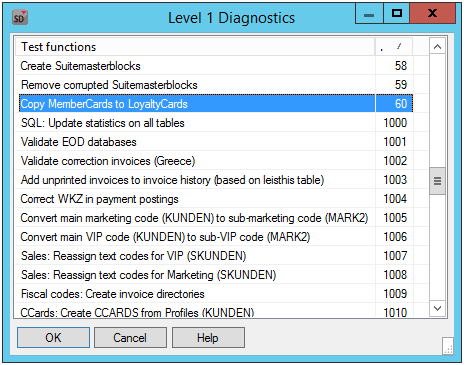 SD
Level 1 Diagnostics
Test functions .
Create Suitemasterblocks 58
Remove corrupted Suitemasterblocks 59
Copy MemberCards to LoyaltyCards 60
SQL: Update statistics on all tables 1000
Validate EOD databases 1001
Validate correction invoices (Greece) 1002
Add unprinted invoices to invoice history (based on leisthis table) 1003
Correct WKZ in payment postings 1004
Convert main marketing code (KUNDEN) to sub-marketing code (MARK2) 1005
Convert main VIP code (KUNDEN) to sub-VIP code (MARK2) 1006
Sales: Reassign text codes for VIP (SKUNDEN) 1007
Sales: Reassign text codes for Marketing (SKUNDEN) 1008
Fiscal codes: Create invoice directories 1009
CCards: Create CCARDS from Profiles (KUNDEN) 1010
OK Cancel Help